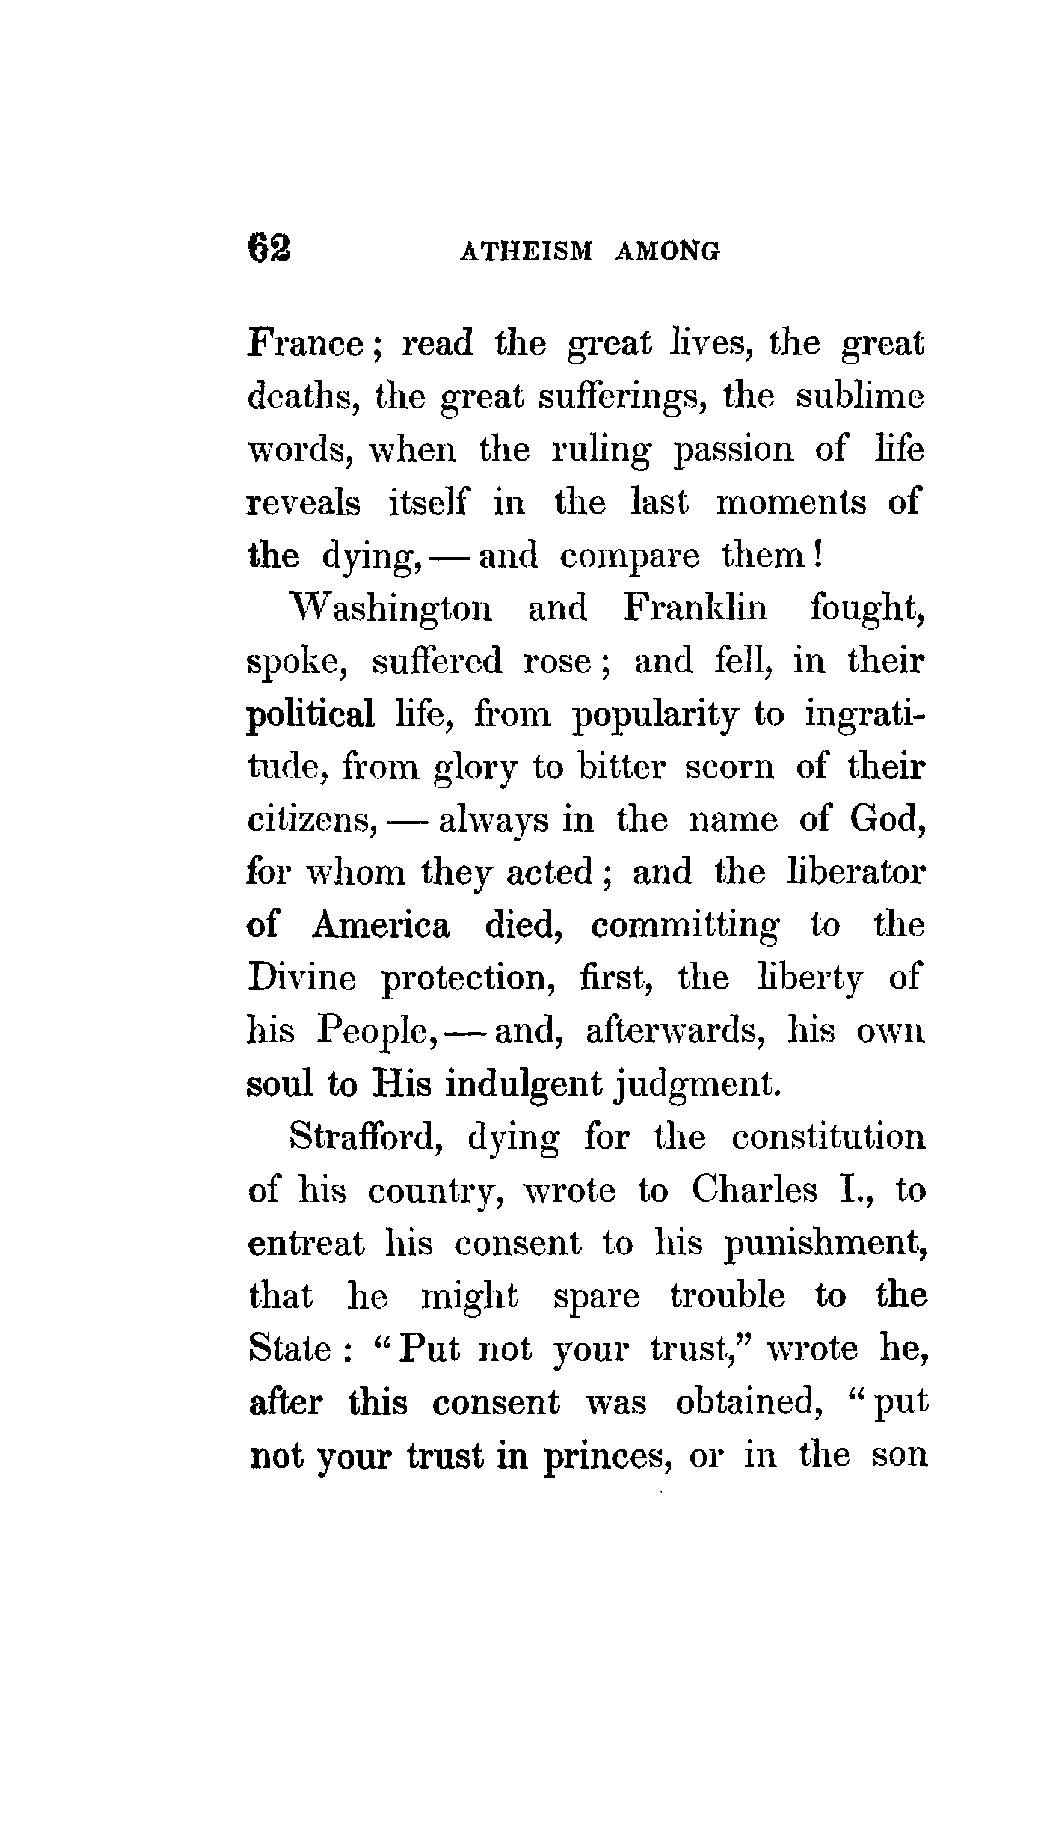 62 ATHEISM AMONG
France ; read the great lives, the great
deaths, the great sufferings, the sublime
words, when the ruling passion of life
reveals itself in the last moments of
the dying, — and compare them !
Washington and Franklin fought,
spoke, suffered rose ; and fell, in their
political life, from popularity to ingrati-
tude, from glory to bitter scorn of their
citizens, — always in the name of God,
for whom they acted ; and the liberator
of America died, committing to the
Divine protection, first, the liberty of
his People, — and, afterwards, his own
soul to His indulgent judgment.
Strafford, dying for the constitution
of his country, wrote to Charles I., to
entreat his consent to his punishment,
that he might spare trouble to the
State : “ Put not your trust,” wrote he,
after this consent was obtained, “ put
not your trust in princes, or in the son